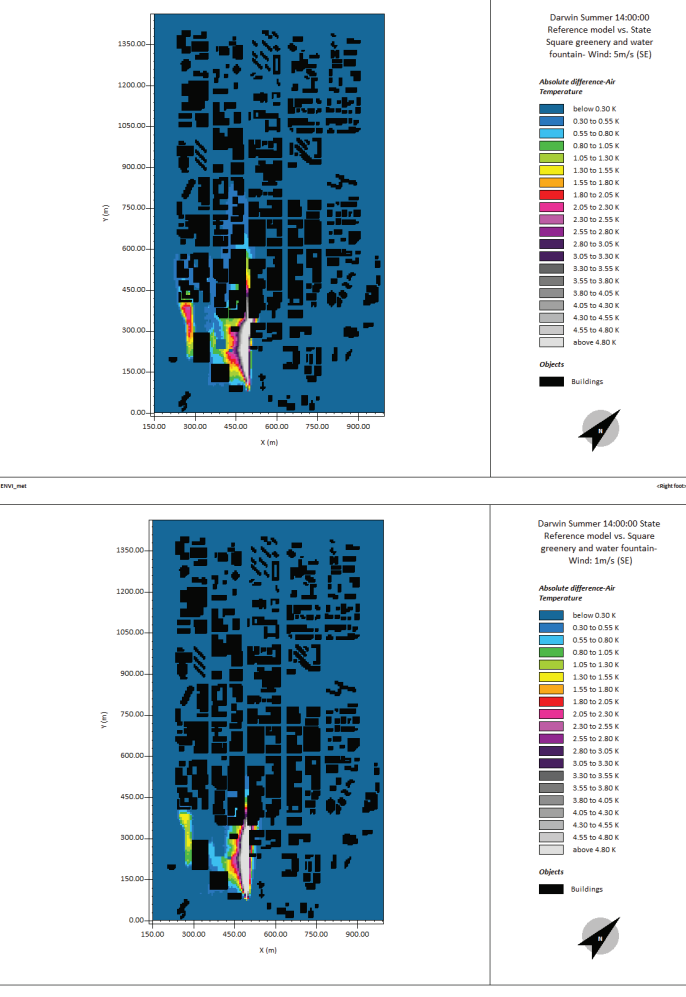 Darwin Summer 14:00:00
Reference model vs. State
Square greenery and water
fountain- Wind: 5m/s (SE)
Absolute difference-Air
Temperature
below 0.30 K
0.30 to 0.55 K
0.55 to 0.80 K
0.80 to 1.05 K
1.05 to 1.30 K
1.30 to 1.55 K
1.55 to 1.80 K
1.80 to 2.05 K
2.05 to 2.30 K
2.30 to 2.55 K
2.55 to 2.80 K
2.80 to 3.05 K
3.05 to 3.30 K
3.30 to 3.55 K
3.55 to 3.80 K
3.80 to 4.05 K
4.05 to 4.30 K
4.30 to 4.55 K
4.55 to 4.80 K
above 4.80 K
Objects
Buildings
N
1350.00
1200.00
1050.00
900.00
750.00
600.00
450.00
300.00
150.00
0.00
Y (m)
150.00 300.00 450.00 600.00 750.00 900.00
X (m)
ENVI_met
<Right foot>
Darwin Summer 14:00:00 State
Reference model vs. Square
greenery and water fountain-
Wind: 1m/s (SE)
Absolute difference-Air
Temperature
below 0.30 K
0.30 to 0.55 K
0.55 to 0.80 K
0.80 to 1.05 K
1.05 to 1.30 K
1.30 to 1.55 K
1.55 to 1.80 K
1.80 to 2.05 K
2.05 to 2.30 K
2.30 to 2.55 K
2.55 to 2.80 K
2.80 to 3.05 K
3.05 to 3.30 K
3.30 to 3.55 K
3.55 to 3.80 K
3.80 to 4.05 K
4.05 to 4.30 K
4.30 to 4.55 K
4.55 to 4.80 K
above 4.80 K
Objects
Buildings
N
1350.00
1200.00
1050.00
900.00
750.00
600.00
450.00
300.00
150.00
0.00
Y (m)
150.00 300.00 450.00 600.00 750.00 900.00
X (m)